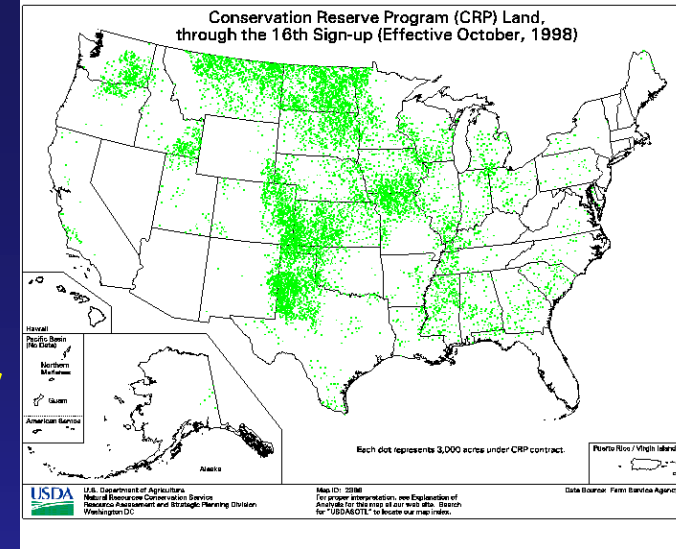 Conservation Reserve Program (CRP) Land,
through the 16th Sign-up (Effective October, 1998)
Hawaii
Pacific Basin
(No Data)
Northern
Marianas
Guam
American Samoa
Alaska
Each dot represents 3,000 acres under CRP contract.
Puerto Rico / Virgin Islands
USDA
U.S. Department of Agriculture
Natural Resources Conservation Service
Resource Assessment and Strategic Planning Division
Washington DC
Map ID: 2398
For proper interpretation, see Explanation of
Analysis for this map at our web site. Search
for "USDASOTL" to locate our map index.
Data Source: Farm Service Agency